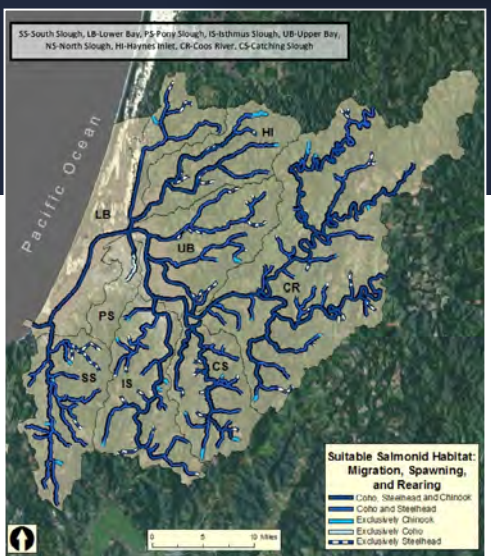 SS-South Slough, LB-Lower Bay, PS-Pony Slough, IS-Isthmus Slough, UB-Upper Bay,
NS-North Slough, HI-Haynes Inlet, CR-Coos River, CS-Catching Slough
HI
Pacific Ocean
LB
UB
CR
PS
SS
IS
CS
Suitable Salmonid Habitat:
Migration, Spawning,
and Rearing
Coho, Steelhead and Chinook
Coho and Steelhead
Exclusively Chinook
Exclusively Coho
Exclusively Steelhead
0 5 10 Miles